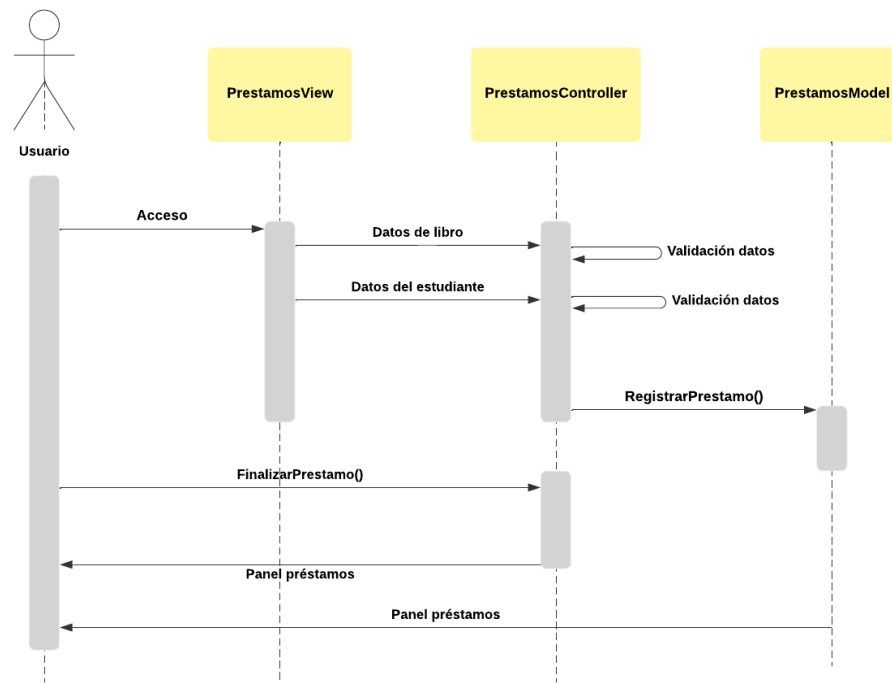 PrestamosView
PrestamosController
PrestamosModel
Usuario
Acceso
Datos de libro
Validación datos
Datos del estudiante
Validación datos
RegistrarPrestamo()
FinalizarPrestamo()
Panel préstamos
Panel préstamos